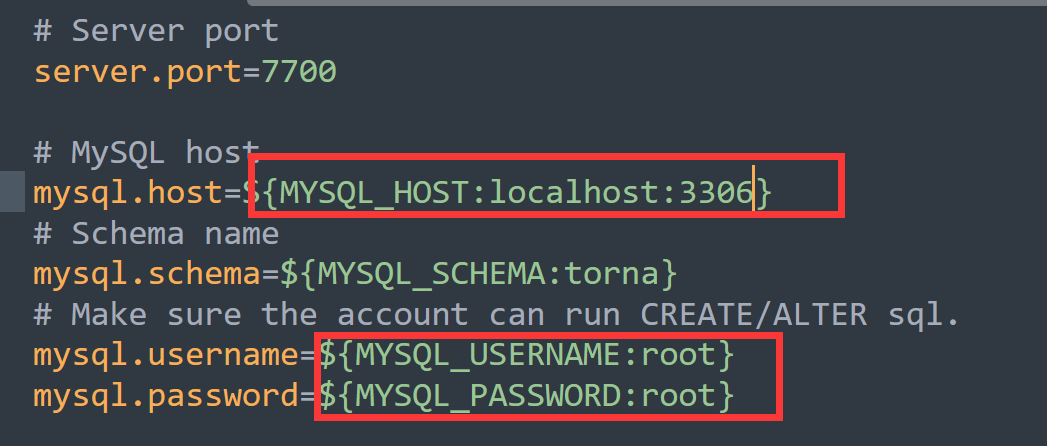 # Server port
server.port=7700
# MySQL host
mysql.host=${MYSQL_HOST:localhost:3306}
# Schema name
mysql.schema=${MYSQL_SCHEMA:torna}
# Make sure the account can run CREATE/ALTER sql.
mysql.username=${MYSQL_USERNAME:root}
mysql.password=${MYSQL_PASSWORD:root}